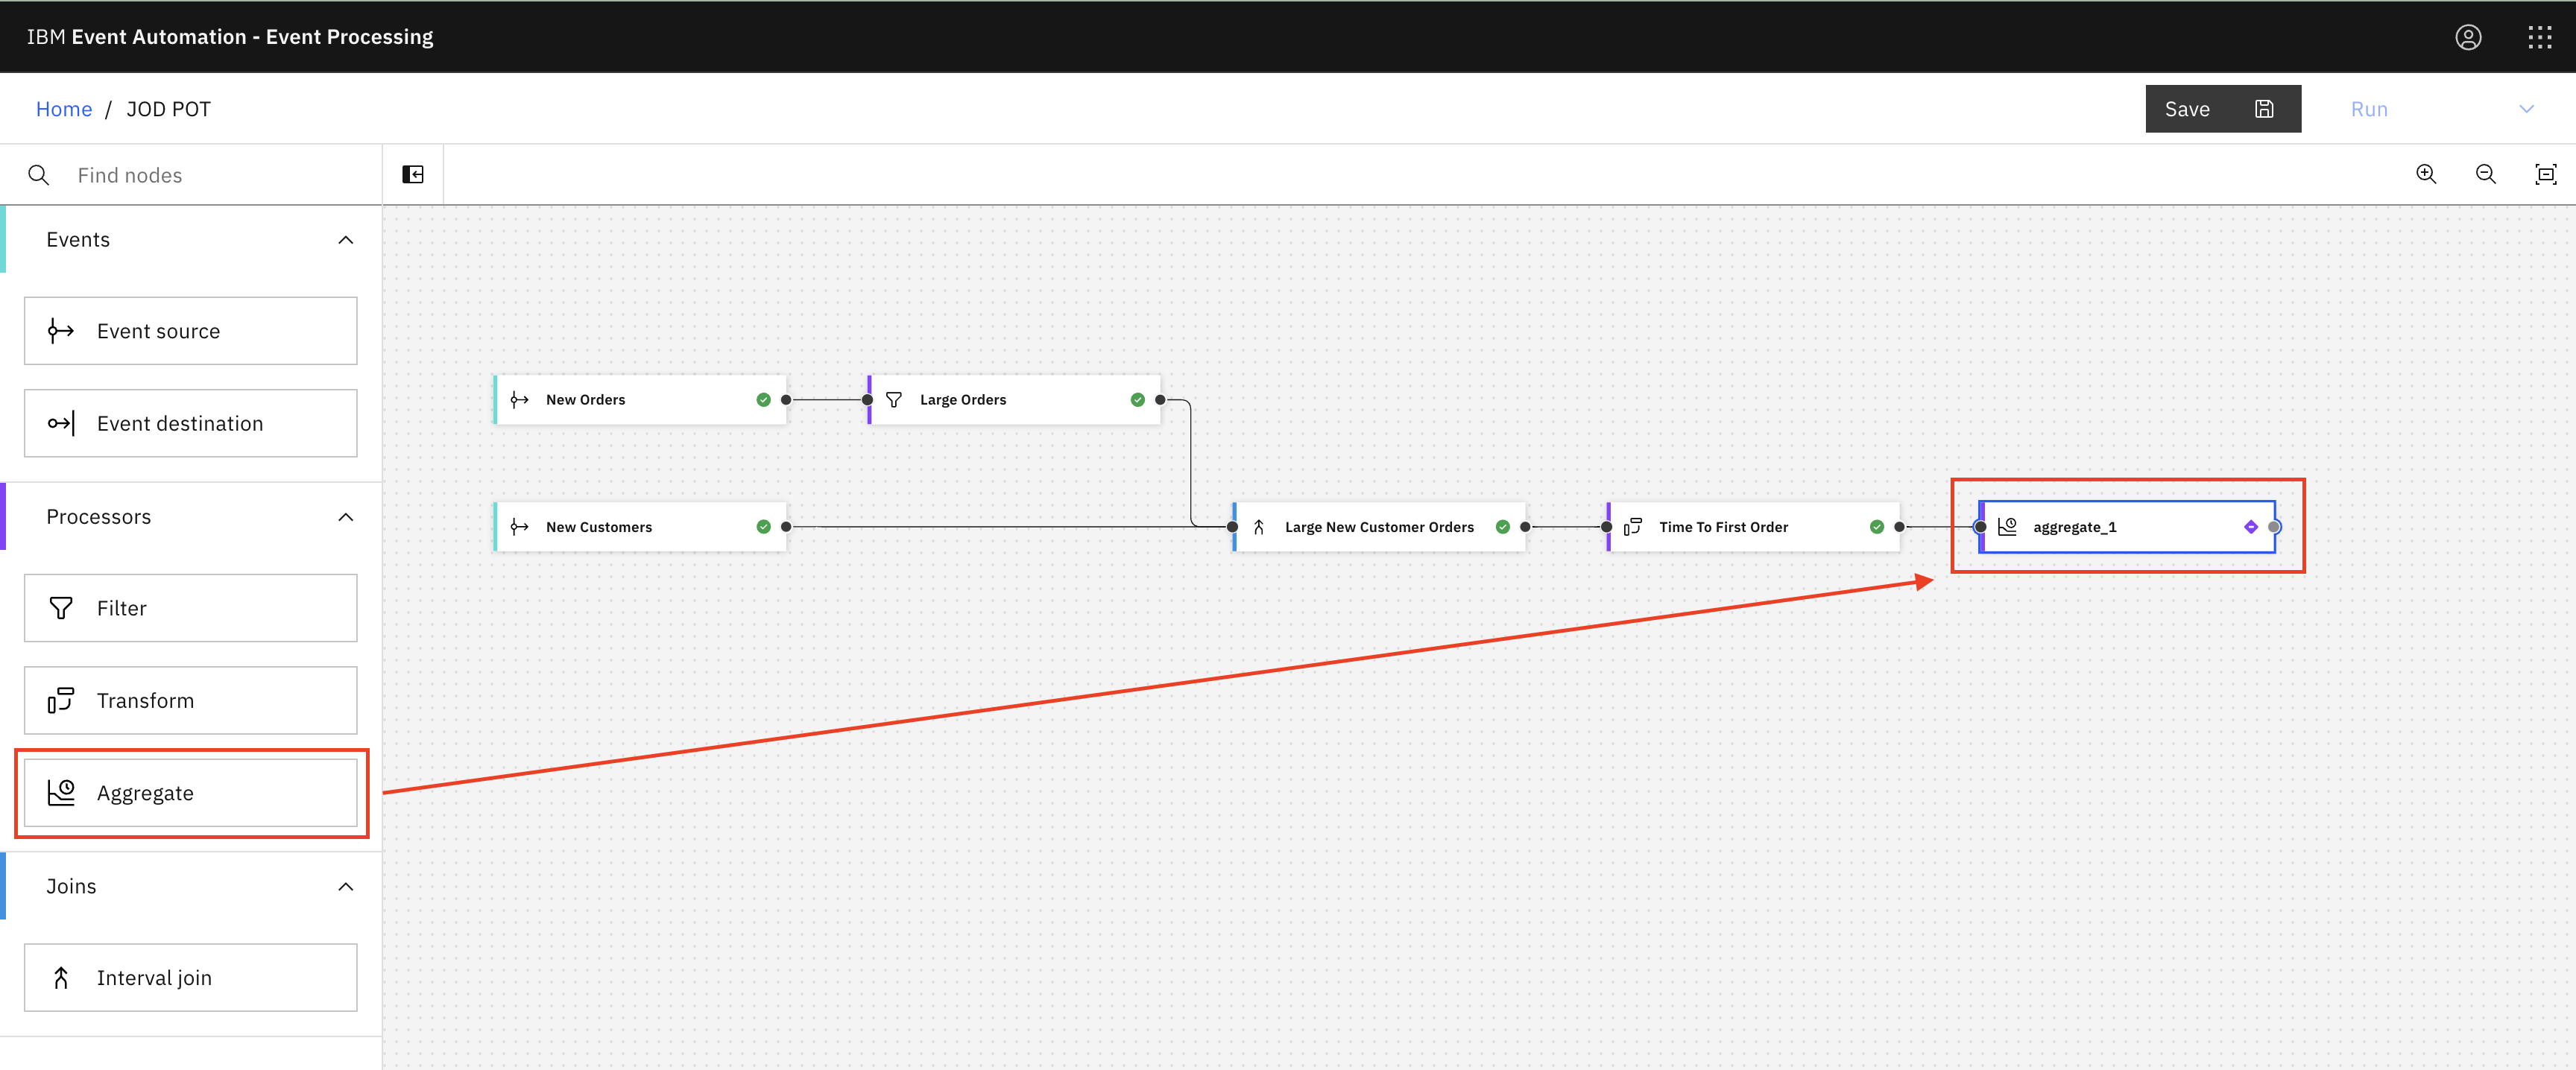 IBM Event Automation - Event Processing
Home / JOD POT
Save
Run
Find nodes
Events
Event source
Event destination
Processors
Filter
Transform
Aggregate
Joins
Interval join
New Orders
Large Orders
New Customers
Large New Customer Orders
Time To First Order
aggregate_1